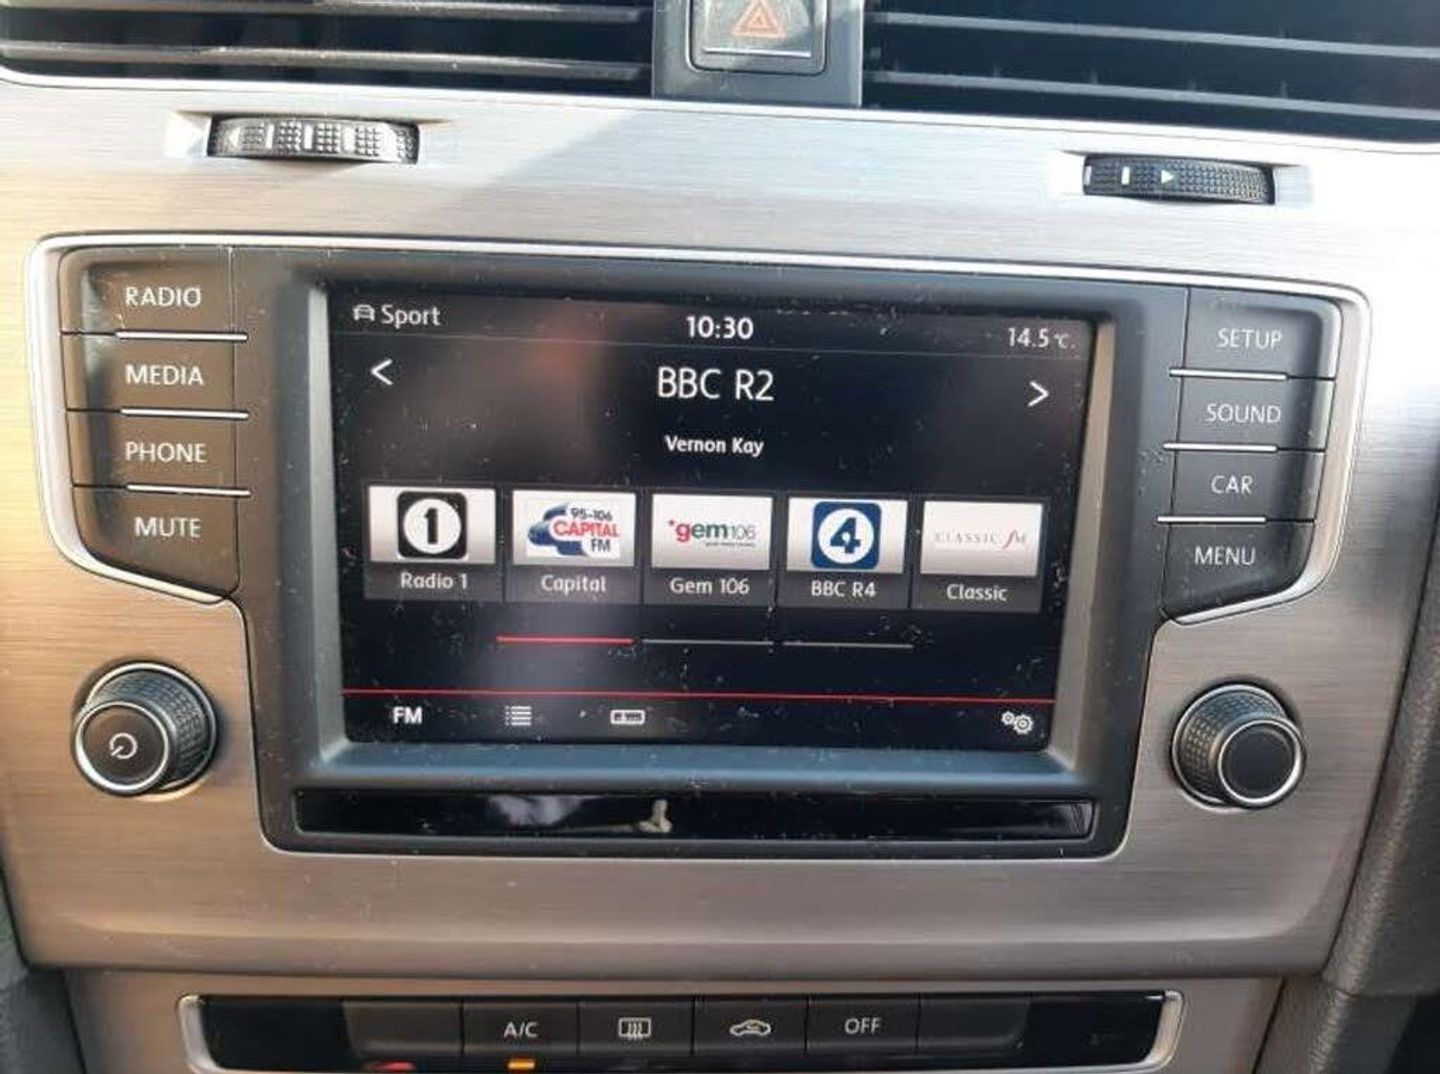 RADIO
MEDIA
PHONE
MUTE
Sport
10:30
14.5 °C
BBC R2
Vernon Kay
1
95-106
CAPITAL
FM
gem106
4
CLASSIC fM
Radio 1
Capital
Gem 106
BBC R4
Classic
FM
SETUP
SOUND
CAR
MENU
A/C
OFF